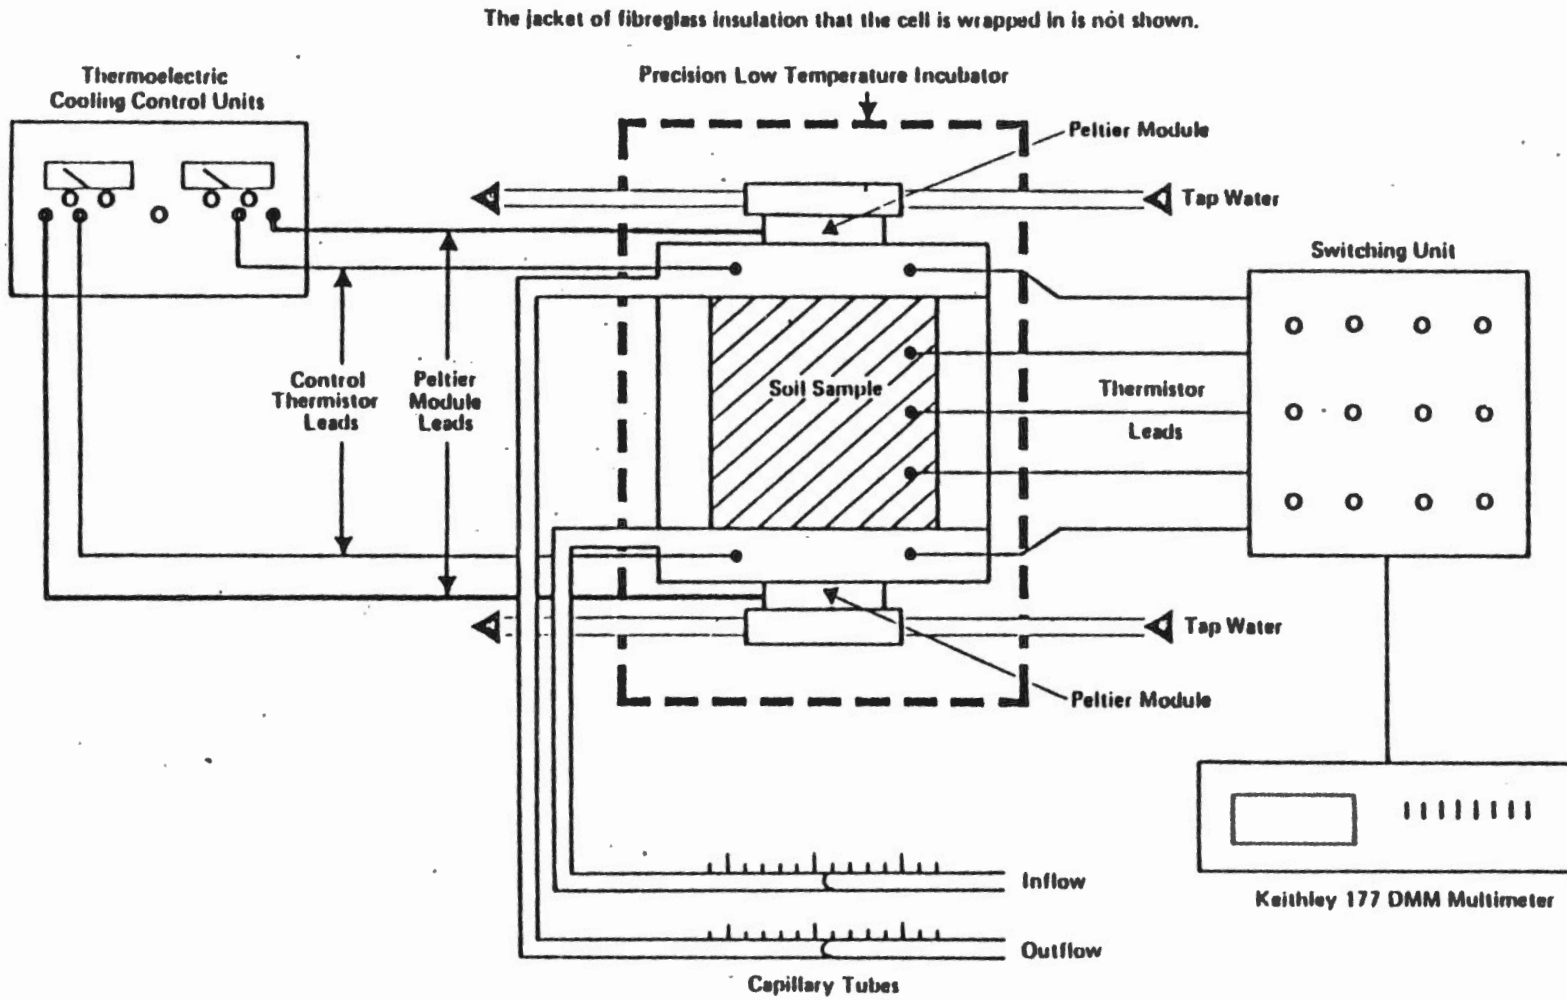 The jacket of fibreglass insulation that the cell is wrapped in is not shown.
Thermoelectric
Cooling Control Units
Precision Low Temperature Incubator
Peltier Module
Tap Water
Switching Unit
Control
Thermistor
Leads
Peltier
Module
Leads
Soil Sample
Thermistor
Leads
Tap Water
Peltier Module
Inflow
Keithley 177 DMM Multimeter
Outflow
Capillary Tubes